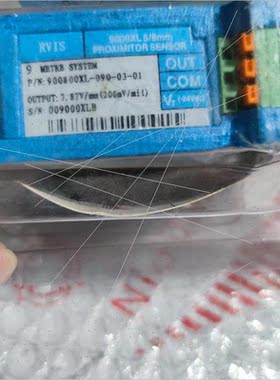 RVIS
9000XL 5/8mm
PROXIMITOR SENSOR
9 METRE SYSTEM
P/N:900800XL-090-03-01
OUTPUT: 7.87V/mm(200mV/mil)
S/N 009000XLB
OUT
COM